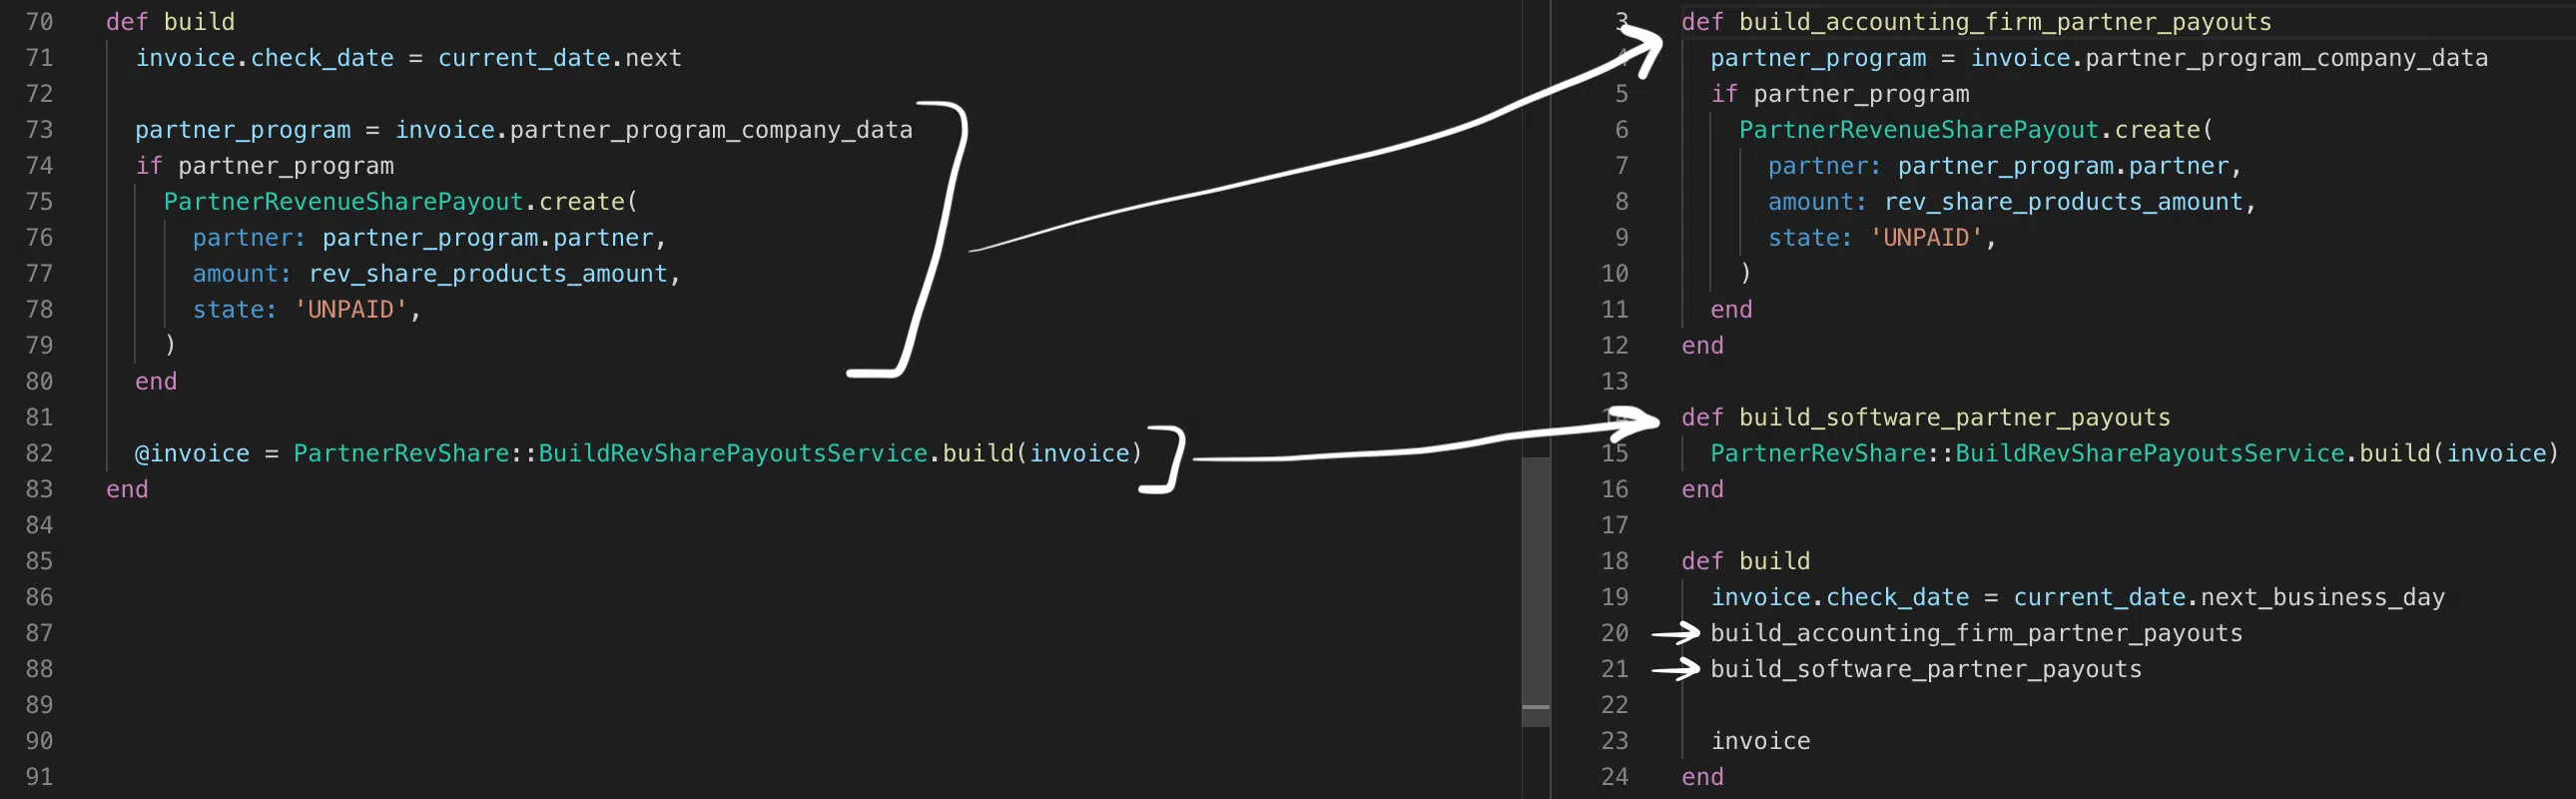 70 def build
71 invoice.check_date = current_date.next
72
73 partner_program = invoice.partner_program_company_data
74 if partner_program
75 PartnerRevenueSharePayout.create(
76 partner: partner_program.partner,
77 amount: rev_share_products_amount,
78 state: 'UNPAID',
79 )
80 end
81
82 @invoice = PartnerRevShare::BuildRevSharePayoutsService.build(invoice)
83 end
84
85
86
87
88
89
90
91
3 def build_accounting_firm_partner_payouts
4 partner_program = invoice.partner_program_company_data
5 if partner_program
6 PartnerRevenueSharePayout.create(
7 partner: partner_program.partner,
8 amount: rev_share_products_amount,
9 state: 'UNPAID',
10 )
11 end
12 end
13
14 def build_software_partner_payouts
15 PartnerRevShare::BuildRevSharePayoutsService.build(invoice)
16 end
17
18 def build
19 invoice.check_date = current_date.next_business_day
20 build_accounting_firm_partner_payouts
21 build_software_partner_payouts
22
23 invoice
24 end